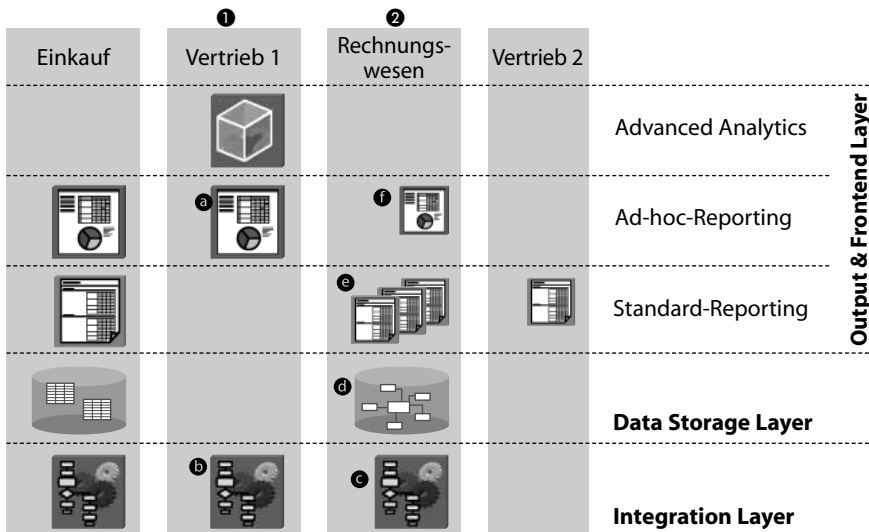 ❶ ❷
Einkauf Vertrieb 1 Rechnungs-
wesen Vertrieb 2
Advanced Analytics
a f Ad-hoc-Reporting
e Standard-Reporting
Output & Frontend Layer
d Data Storage Layer
b c Integration Layer